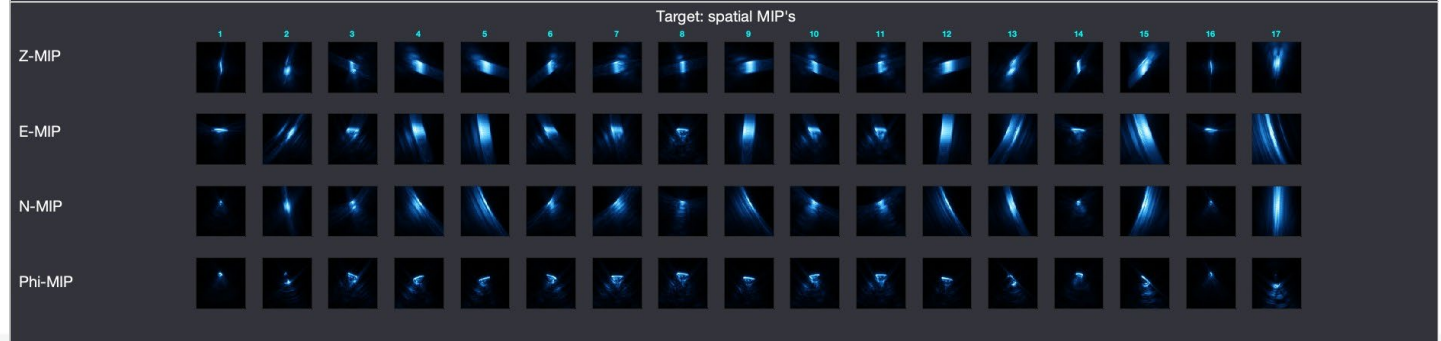 Target: spatial MIP's
1 2 3 4 5 6 7 8 9 10 11 12 13 14 15 16 17
Z-MIP
E-MIP
N-MIP
Phi-MIP